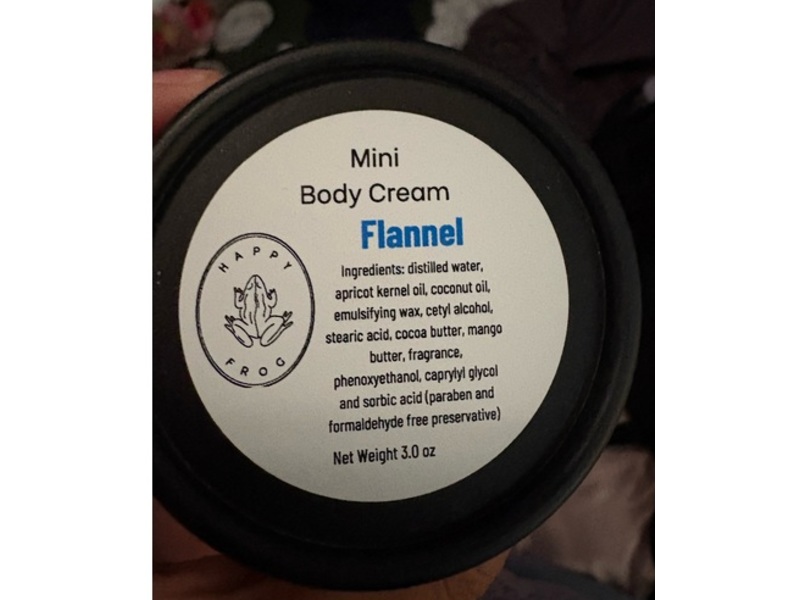 Mini
Body Cream
Flannel
HAPPY
FROG
Ingredients: distilled water,
apricot kernel oil, coconut oil,
emulsifying wax, cetyl alcohol,
stearic acid, cocoa butter, mango
butter, fragrance,
phenoxyethanol, caprylyl glycol
and sorbic acid (paraben and
formaldehyde free preservative)
Net Weight 3.0 oz